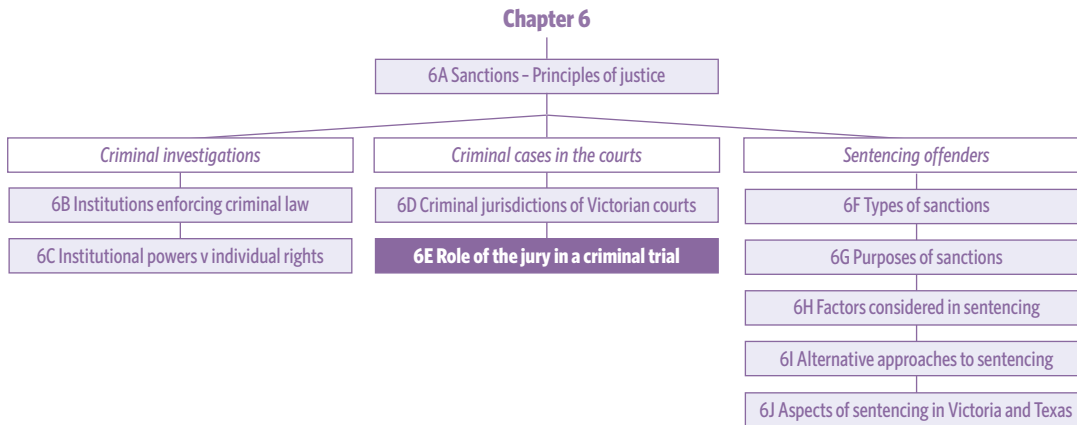 Chapter 6
6A Sanctions – Principles of justice
Criminal investigations
6B Institutions enforcing criminal law
6C Institutional powers v individual rights
Criminal cases in the courts
6D Criminal jurisdictions of Victorian courts
6E Role of the jury in a criminal trial
Sentencing offenders
6F Types of sanctions
6G Purposes of sanctions
6H Factors considered in sentencing
6I Alternative approaches to sentencing
6J Aspects of sentencing in Victoria and Texas